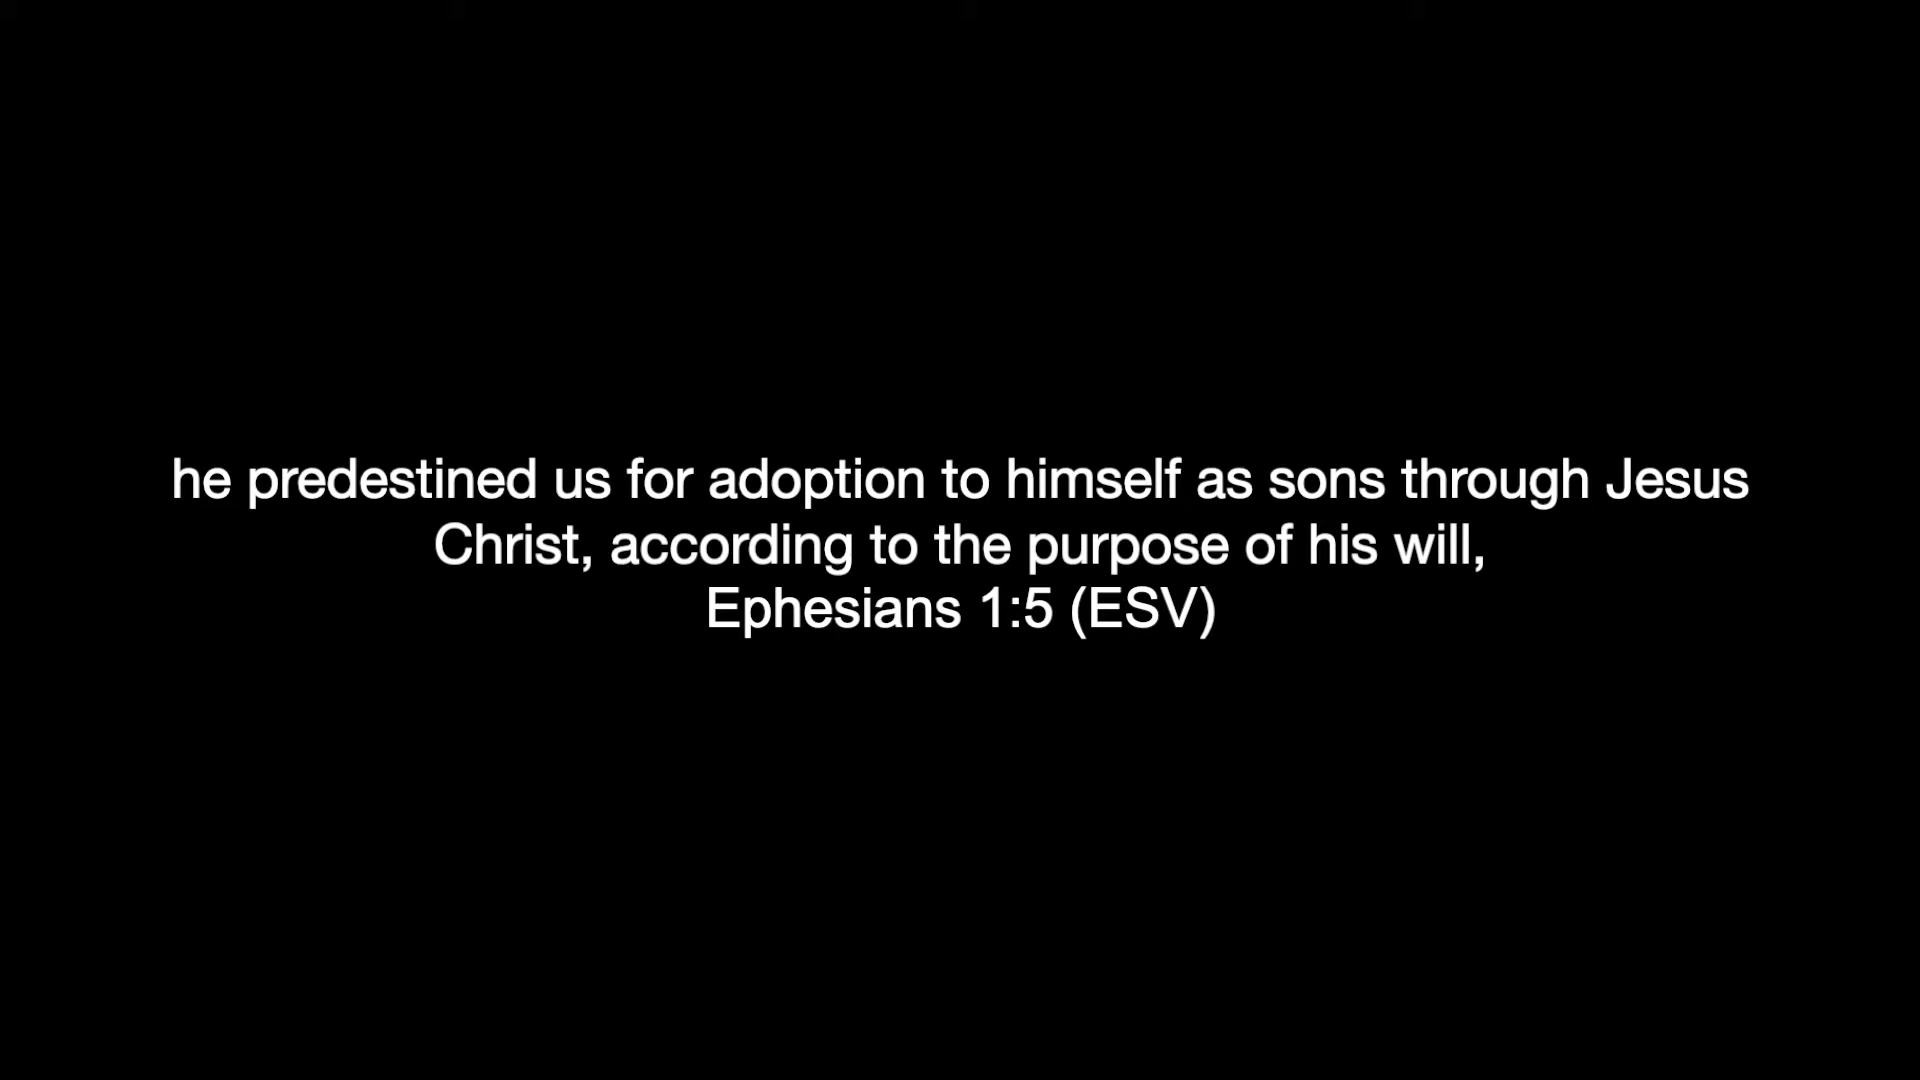 he predestined us for adoption to himself as sons through Jesus
Christ, according to the purpose of his will,
Ephesians 1:5 (ESV)